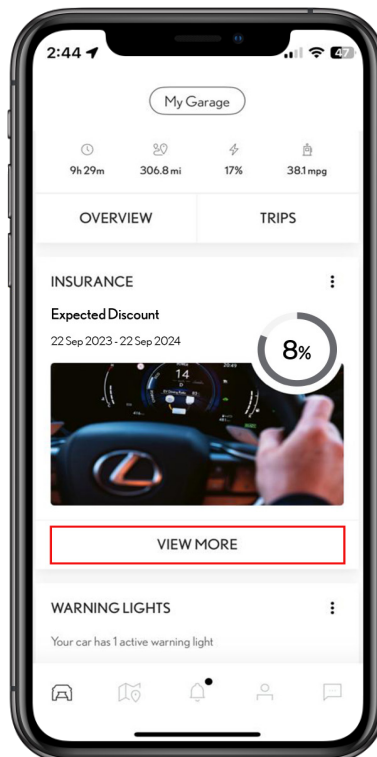 2:44
47
My Garage
9h 29m 306.8 mi 17% 38.1 mpg
OVERVIEW TRIPS
INSURANCE
Expected Discount
22 Sep 2023 - 22 Sep 2024
8%
14
D
VIEW MORE
WARNING LIGHTS
Your car has 1 active warning light